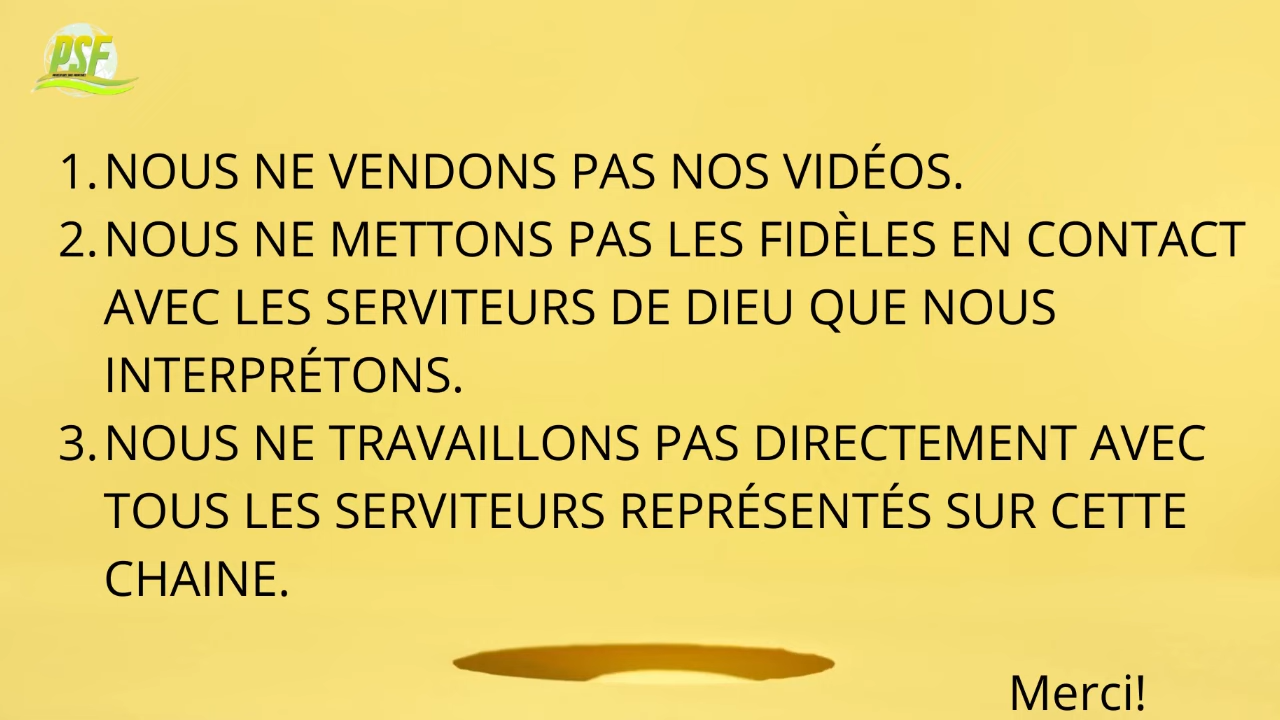 PSF
1. NOUS NE VENDONS PAS NOS VIDÉOS.
2. NOUS NE METTONS PAS LES FIDÈLES EN CONTACT
AVEC LES SERVITEURS DE DIEU QUE NOUS
INTERPRÉTONS.
3. NOUS NE TRAVAILLONS PAS DIRECTEMENT AVEC
TOUS LES SERVITEURS REPRÉSENTÉS SUR CETTE
CHAINE.
Merci!